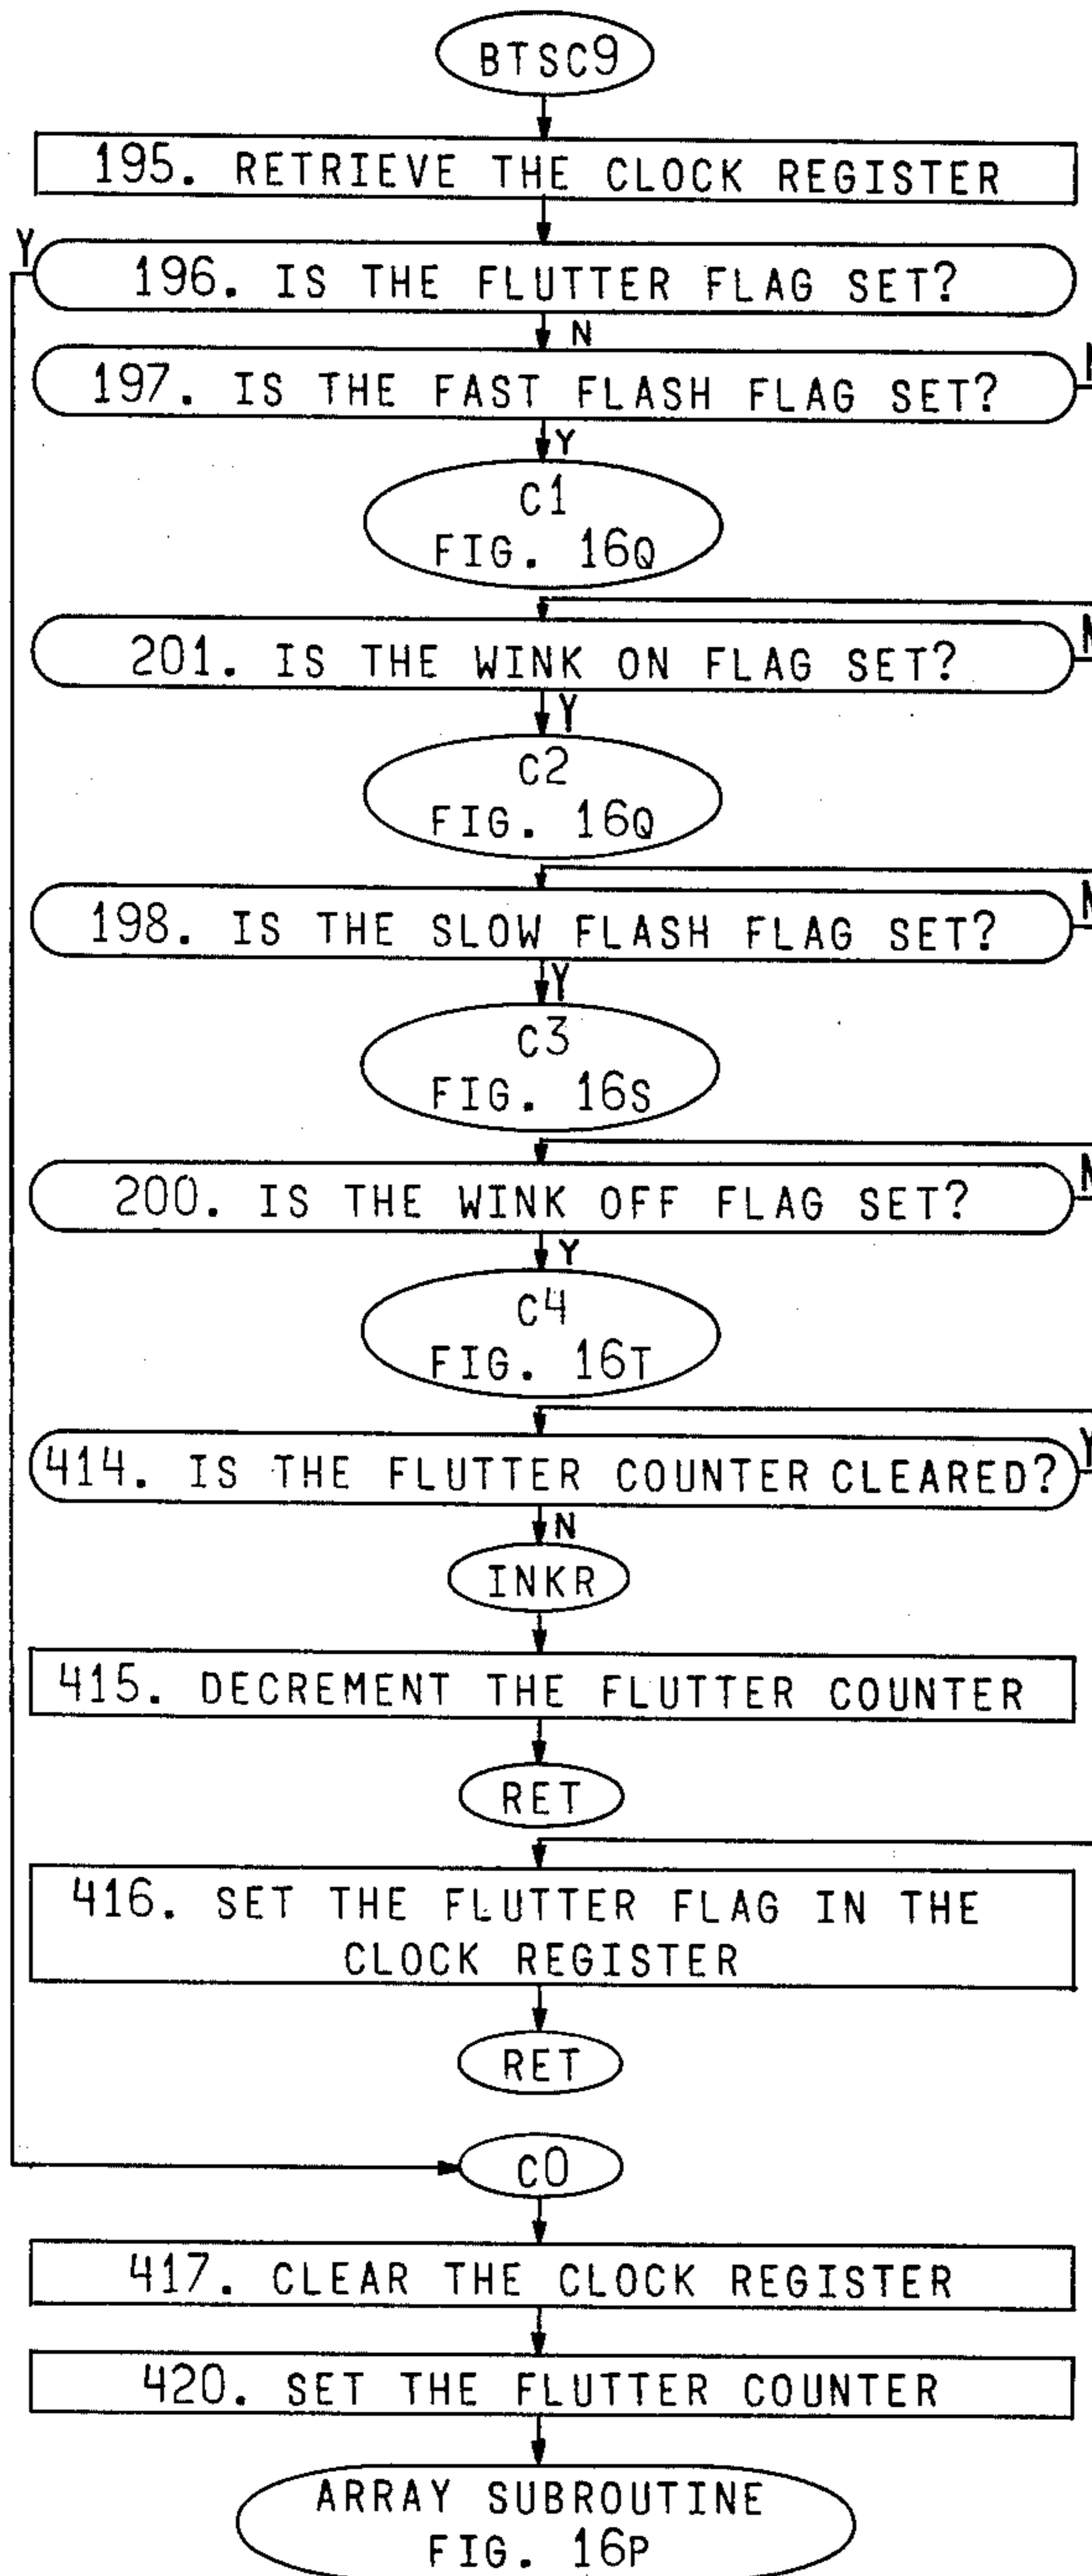 BTSC9
195. RETRIEVE THE CLOCK REGISTER
Y
196. IS THE FLUTTER FLAG SET?
N
197. IS THE FAST FLASH FLAG SET?
Y
C1
FIG. 16Q
201. IS THE WINK ON FLAG SET?
N
Y
C2
FIG. 16Q
198. IS THE SLOW FLASH FLAG SET?
N
Y
C3
FIG. 16S
200. IS THE WINK OFF FLAG SET?
N
Y
C4
FIG. 16T
414. IS THE FLUTTER COUNTER CLEARED?
Y
N
INKR
415. DECREMENT THE FLUTTER COUNTER
RET
416. SET THE FLUTTER FLAG IN THE
CLOCK REGISTER
RET
C0
417. CLEAR THE CLOCK REGISTER
420. SET THE FLUTTER COUNTER
ARRAY SUBROUTINE
FIG. 16P